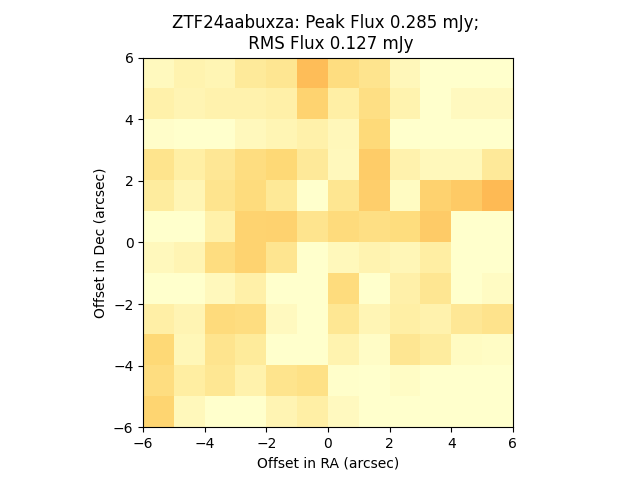 ZTF24aabuxza: Peak Flux 0.285 mJy;
RMS Flux 0.127 mJy
6
4
2
0
−2
−4
−6
Offset in Dec (arcsec)
−6 −4 −2 0 2 4 6
Offset in RA (arcsec)